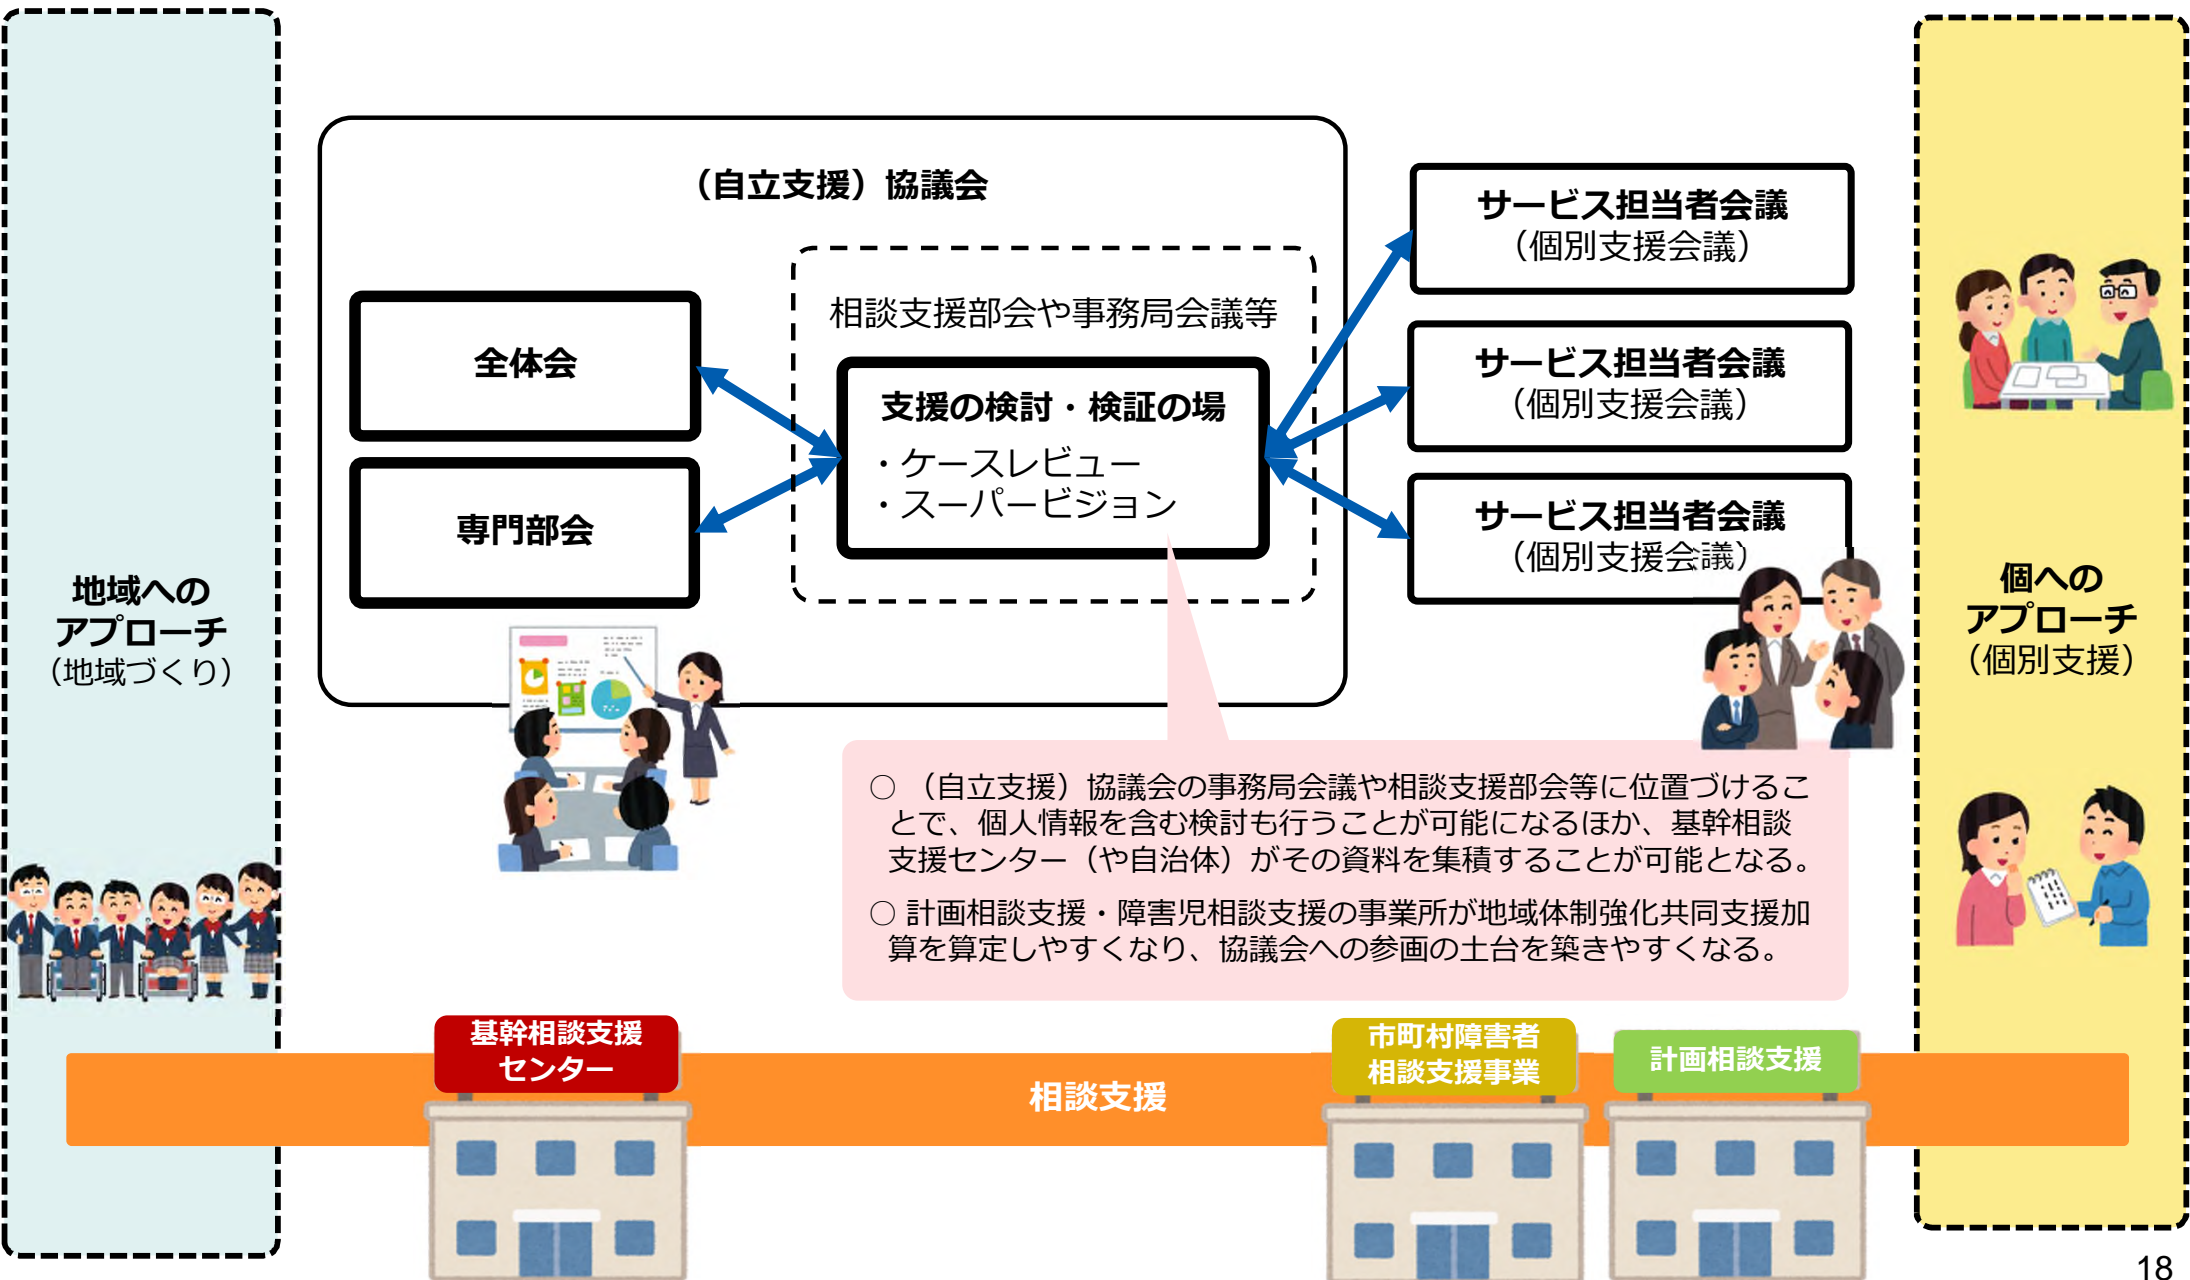 （自立支援）協議会
全体会
専門部会
相談支援部会や事務局会議等
支援の検討・検証の場
・ケースレビュー
・スーパービジョン
サービス担当者会議
（個別支援会議）
サービス担当者会議
（個別支援会議）
サービス担当者会議
（個別支援会議）
地域への
アプローチ
（地域づくり）
個への
アプローチ
（個別支援）
○ （自立支援）協議会の事務局会議や相談支援部会等に位置づけるこ
とで、個人情報を含む検討も行うことが可能になるほか、基幹相談
支援センター（や自治体）がその資料を集積することが可能となる。
○ 計画相談支援・障害児相談支援の事業所が地域体制強化共同支援加
算を算定しやすくなり、協議会への参画の土台を築きやすくなる。
基幹相談支援
センター
相談支援
市町村障害者
相談支援事業
計画相談支援
18